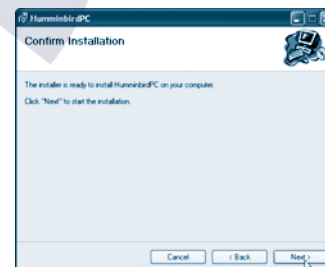 HumminbirdPC
Confirm Installation
The installer is ready to install HumminbirdPC on your computer.
Click "Next" to start the installation.
Cancel < Back Next >